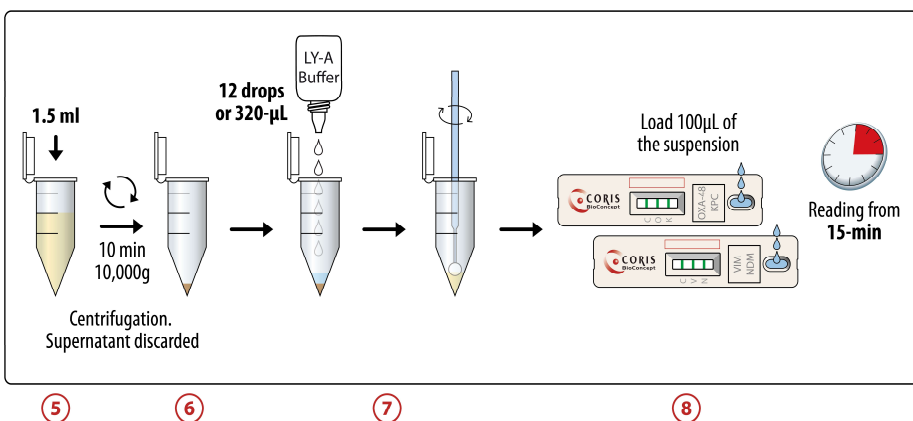 1.5 ml
10 min
10,000g
Centrifugation.
Supernatant discarded
LY-A
Buffer
12 drops
or 320-µL
Load 100µL of
the suspension
CORIS
BioConcept
C O K
OXA-48
KPC
CORIS
BioConcept
C V N
VIM
NDM
Reading from
15-min
5
6
7
8